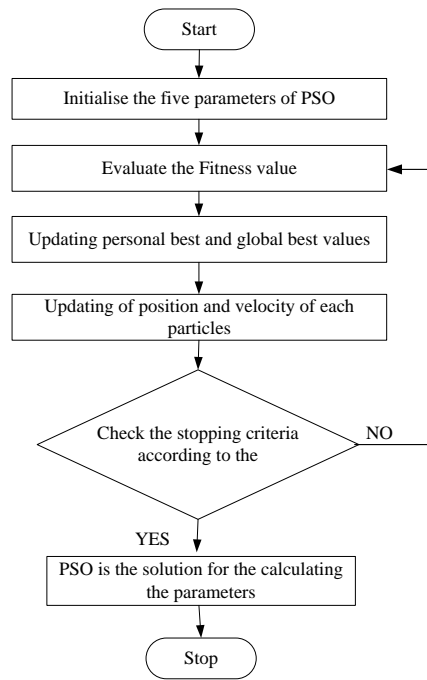 Start
Initialise the five parameters of PSO
Evaluate the Fitness value
Updating personal best and global best values
Updating of position and velocity of each
particles
Check the stopping criteria
according to the
NO
YES
PSO is the solution for the calculating
the parameters
Stop